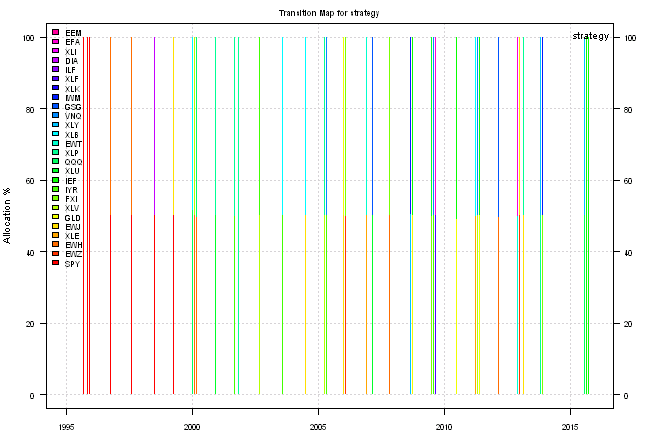 Transition Map for strategy
strategy
Allocation %
100
80
60
40
20
0
EEM
EFA
XLI
DIA
ILF
XLF
XLK
IWM
GSG
VNQ
XLY
XLB
EWT
XLP
QQQ
XLU
IEF
IYR
FXI
XLV
GLD
EWJ
XLE
EWH
EWZ
SPY
100
80
60
40
20
0
1995 2000 2005 2010 2015